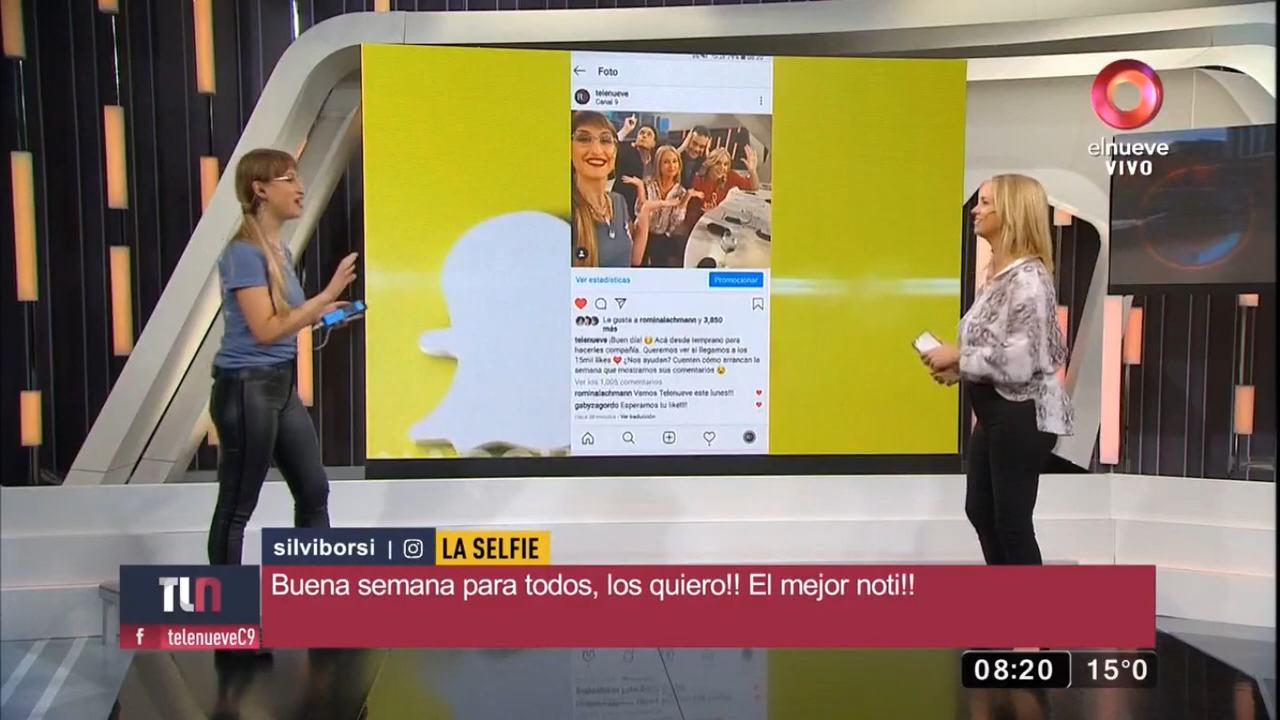 Foto
telenueve
Canal 9
elnueve
VIVO
Ver estadísticas
Promocionar
Le gusta a rominalachmann y 3,850
más
telenueve ¡Buen día! Acá desde temprano para
hacerles compañía. Queremos ver si llegamos a los
15mil likes ¿Nos ayudan? Cuenten cómo arrancan la
semana que mostramos sus comentarios
Ver los 1,005 comentarios
rominalachmann Vamos Telenueve este lunes!!!
gabyzagordo Esperamos tu like!!!!
Ver traducción
silviborsi |
LA SELFIE
TLN
Buena semana para todos, los quiero!! El mejor noti!!
f telenueveC9
08:20 15°0